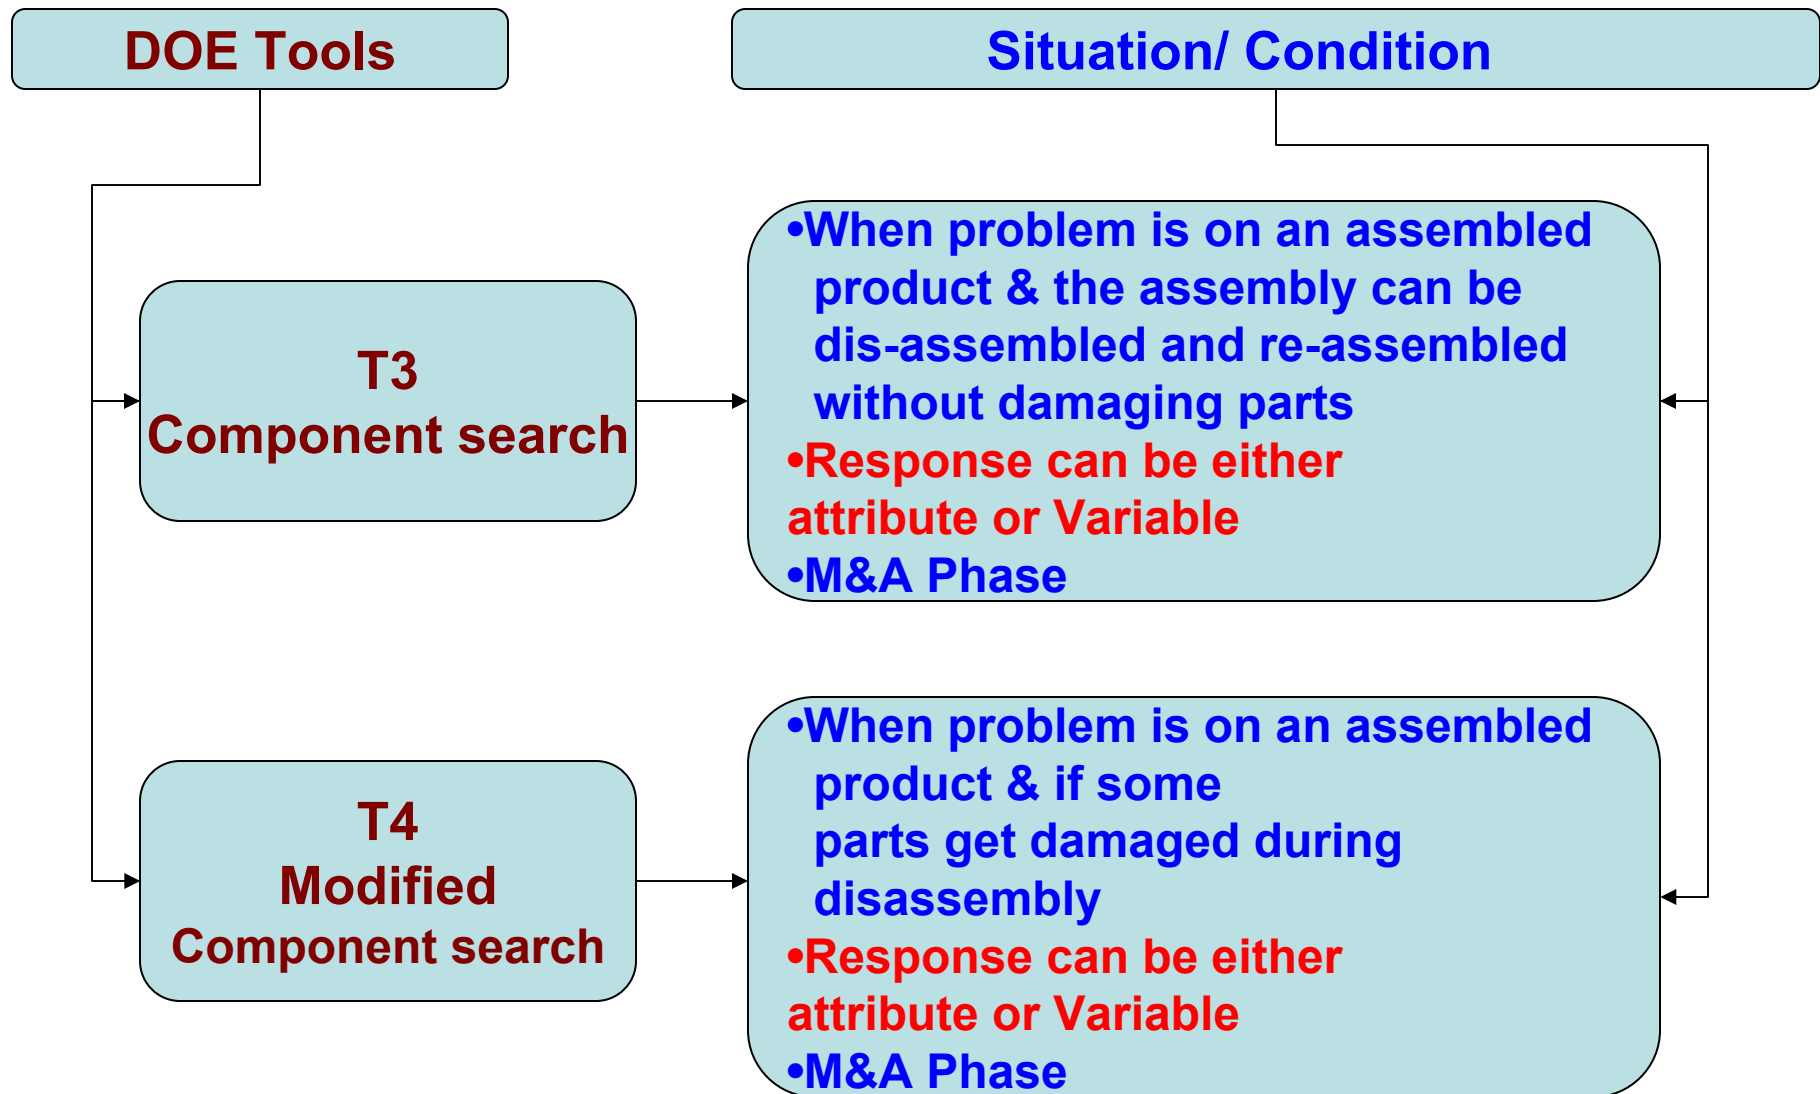 DOE Tools
Situation/ Condition
T3
Component search
•When problem is on an assembled
product & the assembly can be
dis-assembled and re-assembled
without damaging parts
•Response can be either
attribute or Variable
•M&A Phase
T4
Modified
Component search
•When problem is on an assembled
product & if some
parts get damaged during
disassembly
•Response can be either
attribute or Variable
•M&A Phase